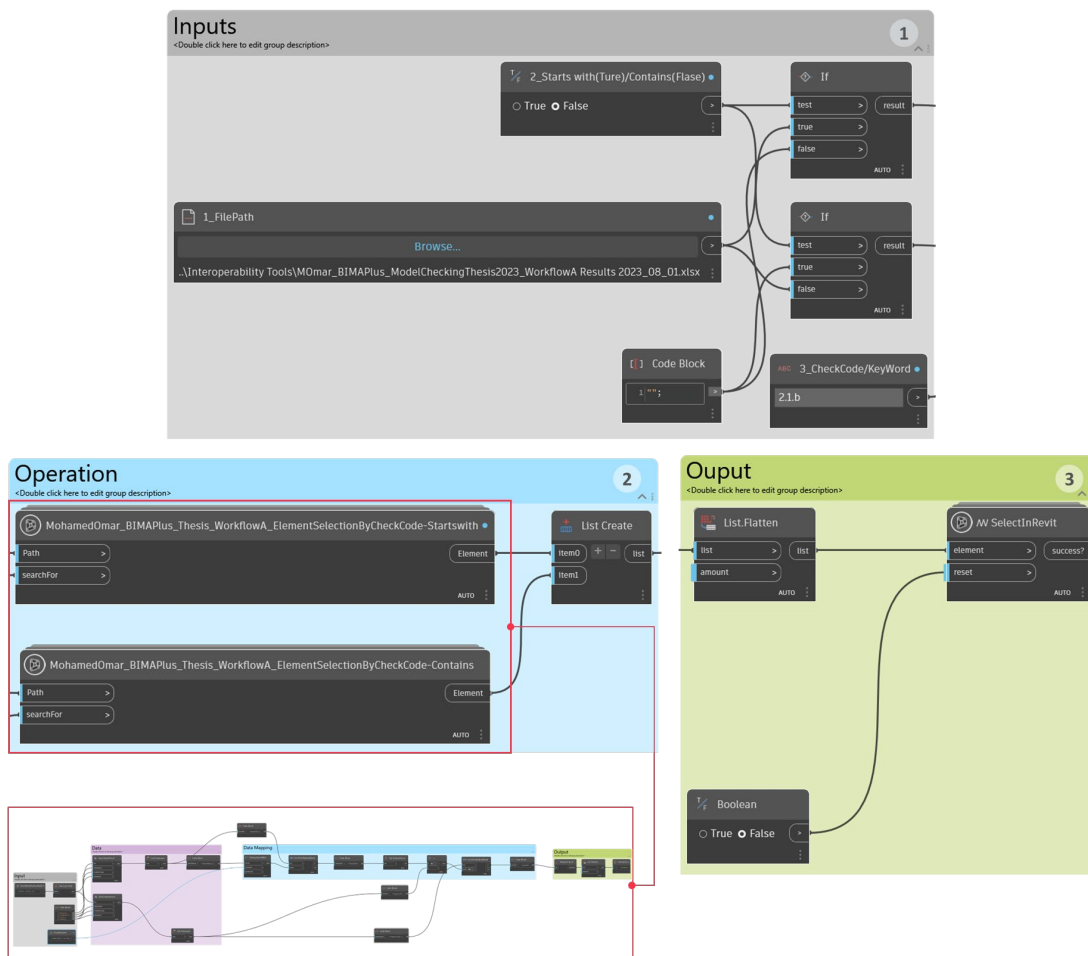 Inputs
<Double click here to edit group description>
1
2_Starts with(Ture)/Contains(Flase)
True False
>
If
test >
result
true >
false >
AUTO
1_FilePath
Browse...
>
..\Interoperability Tools\MOmar_BIMAPlus_ModelCheckingThesis2023_WorkflowA Results 2023_08_01.xlsx
If
test >
result
true >
false >
AUTO
Code Block
1 "";
>
ABC 3_CheckCode/KeyWord
2.1.b
>
Operation
<Double click here to edit group description>
2
MohamedOmar_BIMAPlus_Thesis_WorkflowA_ElementSelectionByCheckCode-Startswith
Path >
Element
searchFor >
AUTO
List Create
item0 + - list
item1
MohamedOmar_BIMAPlus_Thesis_WorkflowA_ElementSelectionByCheckCode-Contains
Path >
Element
searchFor >
AUTO
Ouput
<Double click here to edit group description>
3
List.Flatten
list >
list
amount >
AUTO
SelectInRevit
element >
success?
reset >
AUTO
T/F Boolean
True False
>
Input
Data
Data Mapping
Output